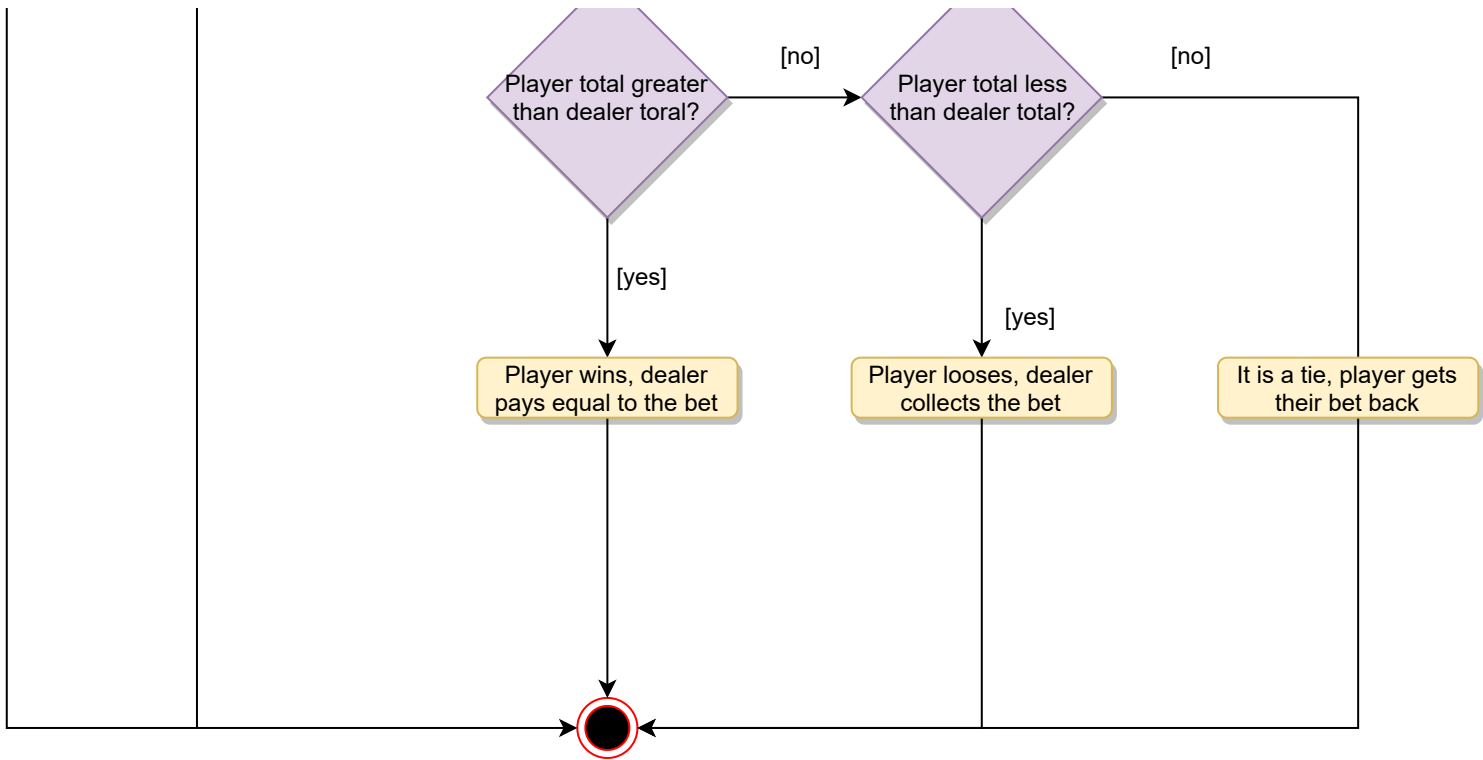 [no]
[no]
Player total greater
than dealer toral?
Player total less
than dealer total?
[yes]
[yes]
Player wins, dealer
pays equal to the bet
Player looses, dealer
collects the bet
It is a tie, player gets
their bet back